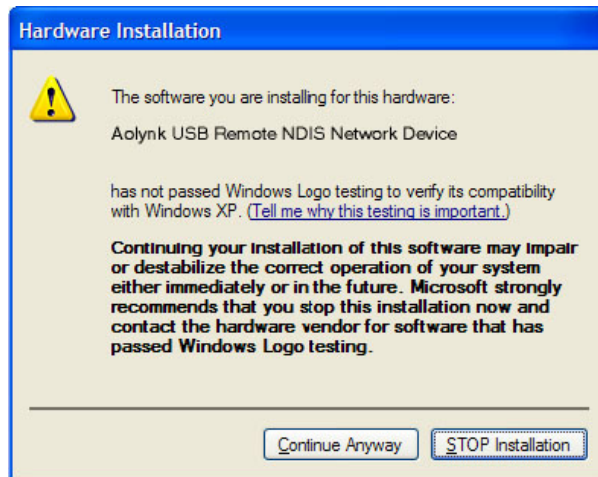 Hardware Installation
The software you are installing for this hardware:
Aolynk USB Remote NDIS Network Device
has not passed Windows Logo testing to verify its compatibility
with Windows XP. (Tell me why this testing is important.)
Continuing your installation of this software may impair
or destabilize the correct operation of your system
either immediately or in the future. Microsoft strongly
recommends that you stop this installation now and
contact the hardware vendor for software that has
passed Windows Logo testing.
Continue Anyway STOP Installation